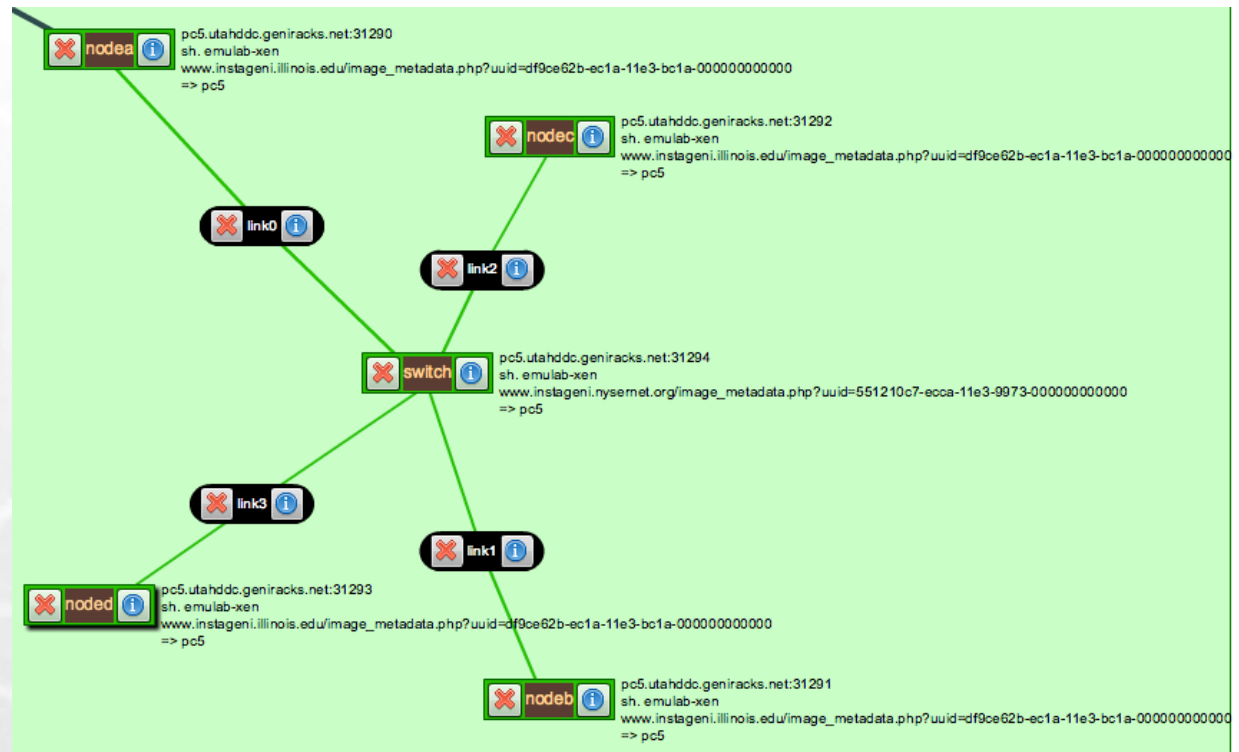 nodea
pc5.utahddc.geniracks.net:31290
sh. emulab-xen
www.instageni.illinois.edu/image_metadata.php?uuid=df9ce62b-ec1a-11e3-bc1a-000000000000
=> pc5
nodec
pc5.utahddc.geniracks.net:31292
sh. emulab-xen
www.instageni.illinois.edu/image_metadata.php?uuid=df9ce62b-ec1a-11e3-bc1a-000000000000
=> pc5
link0
link2
switch
pc5.utahddc.geniracks.net:31294
sh. emulab-xen
www.instageni.nysernet.org/image_metadata.php?uuid=551210c7-ecca-11e3-9973-000000000000
=> pc5
link3
link1
noded
pc5.utahddc.geniracks.net:31293
sh. emulab-xen
www.instageni.illinois.edu/image_metadata.php?uuid=df9ce62b-ec1a-11e3-bc1a-000000000000
=> pc5
nodeb
pc5.utahddc.geniracks.net:31291
sh. emulab-xen
www.instageni.illinois.edu/image_metadata.php?uuid=df9ce62b-ec1a-11e3-bc1a-000000000000
=> pc5